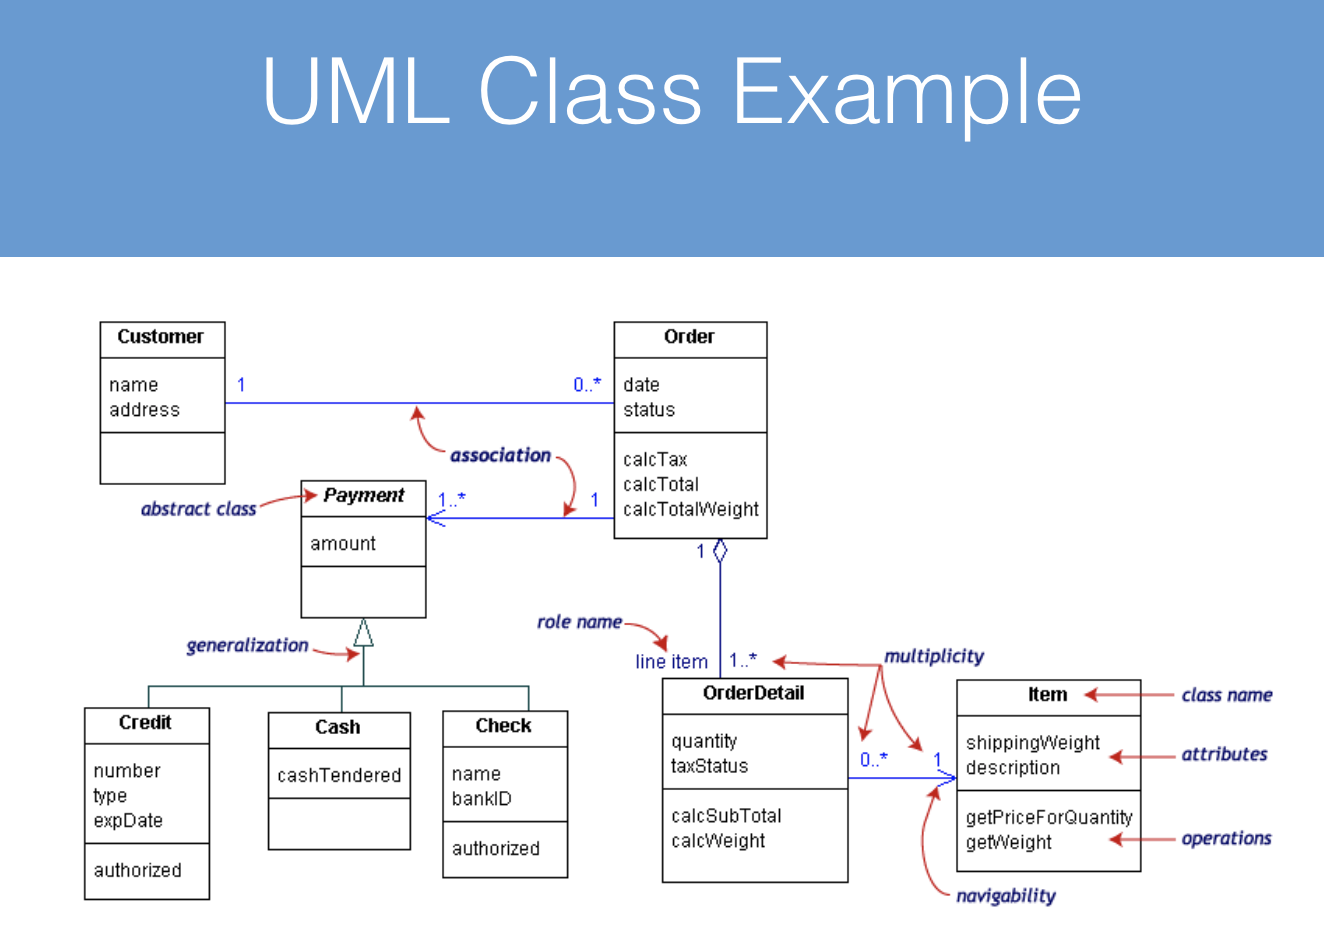 UML Class Example
Customer
name
address
1
0..*
Order
date
status
calcTax
calcTotal
calcTotalWeight
association
abstract class
Payment
amount
1..*
1
1
generalization
role name
line item
1..*
multiplicity
Credit
number
type
expDate
authorized
Cash
cashTendered
Check
name
bankID
authorized
OrderDetail
quantity
taxStatus
calcSubTotal
calcWeight
0..*
1
Item
shippingWeight
description
getPriceForQuantity
getWeight
class name
attributes
operations
navigability